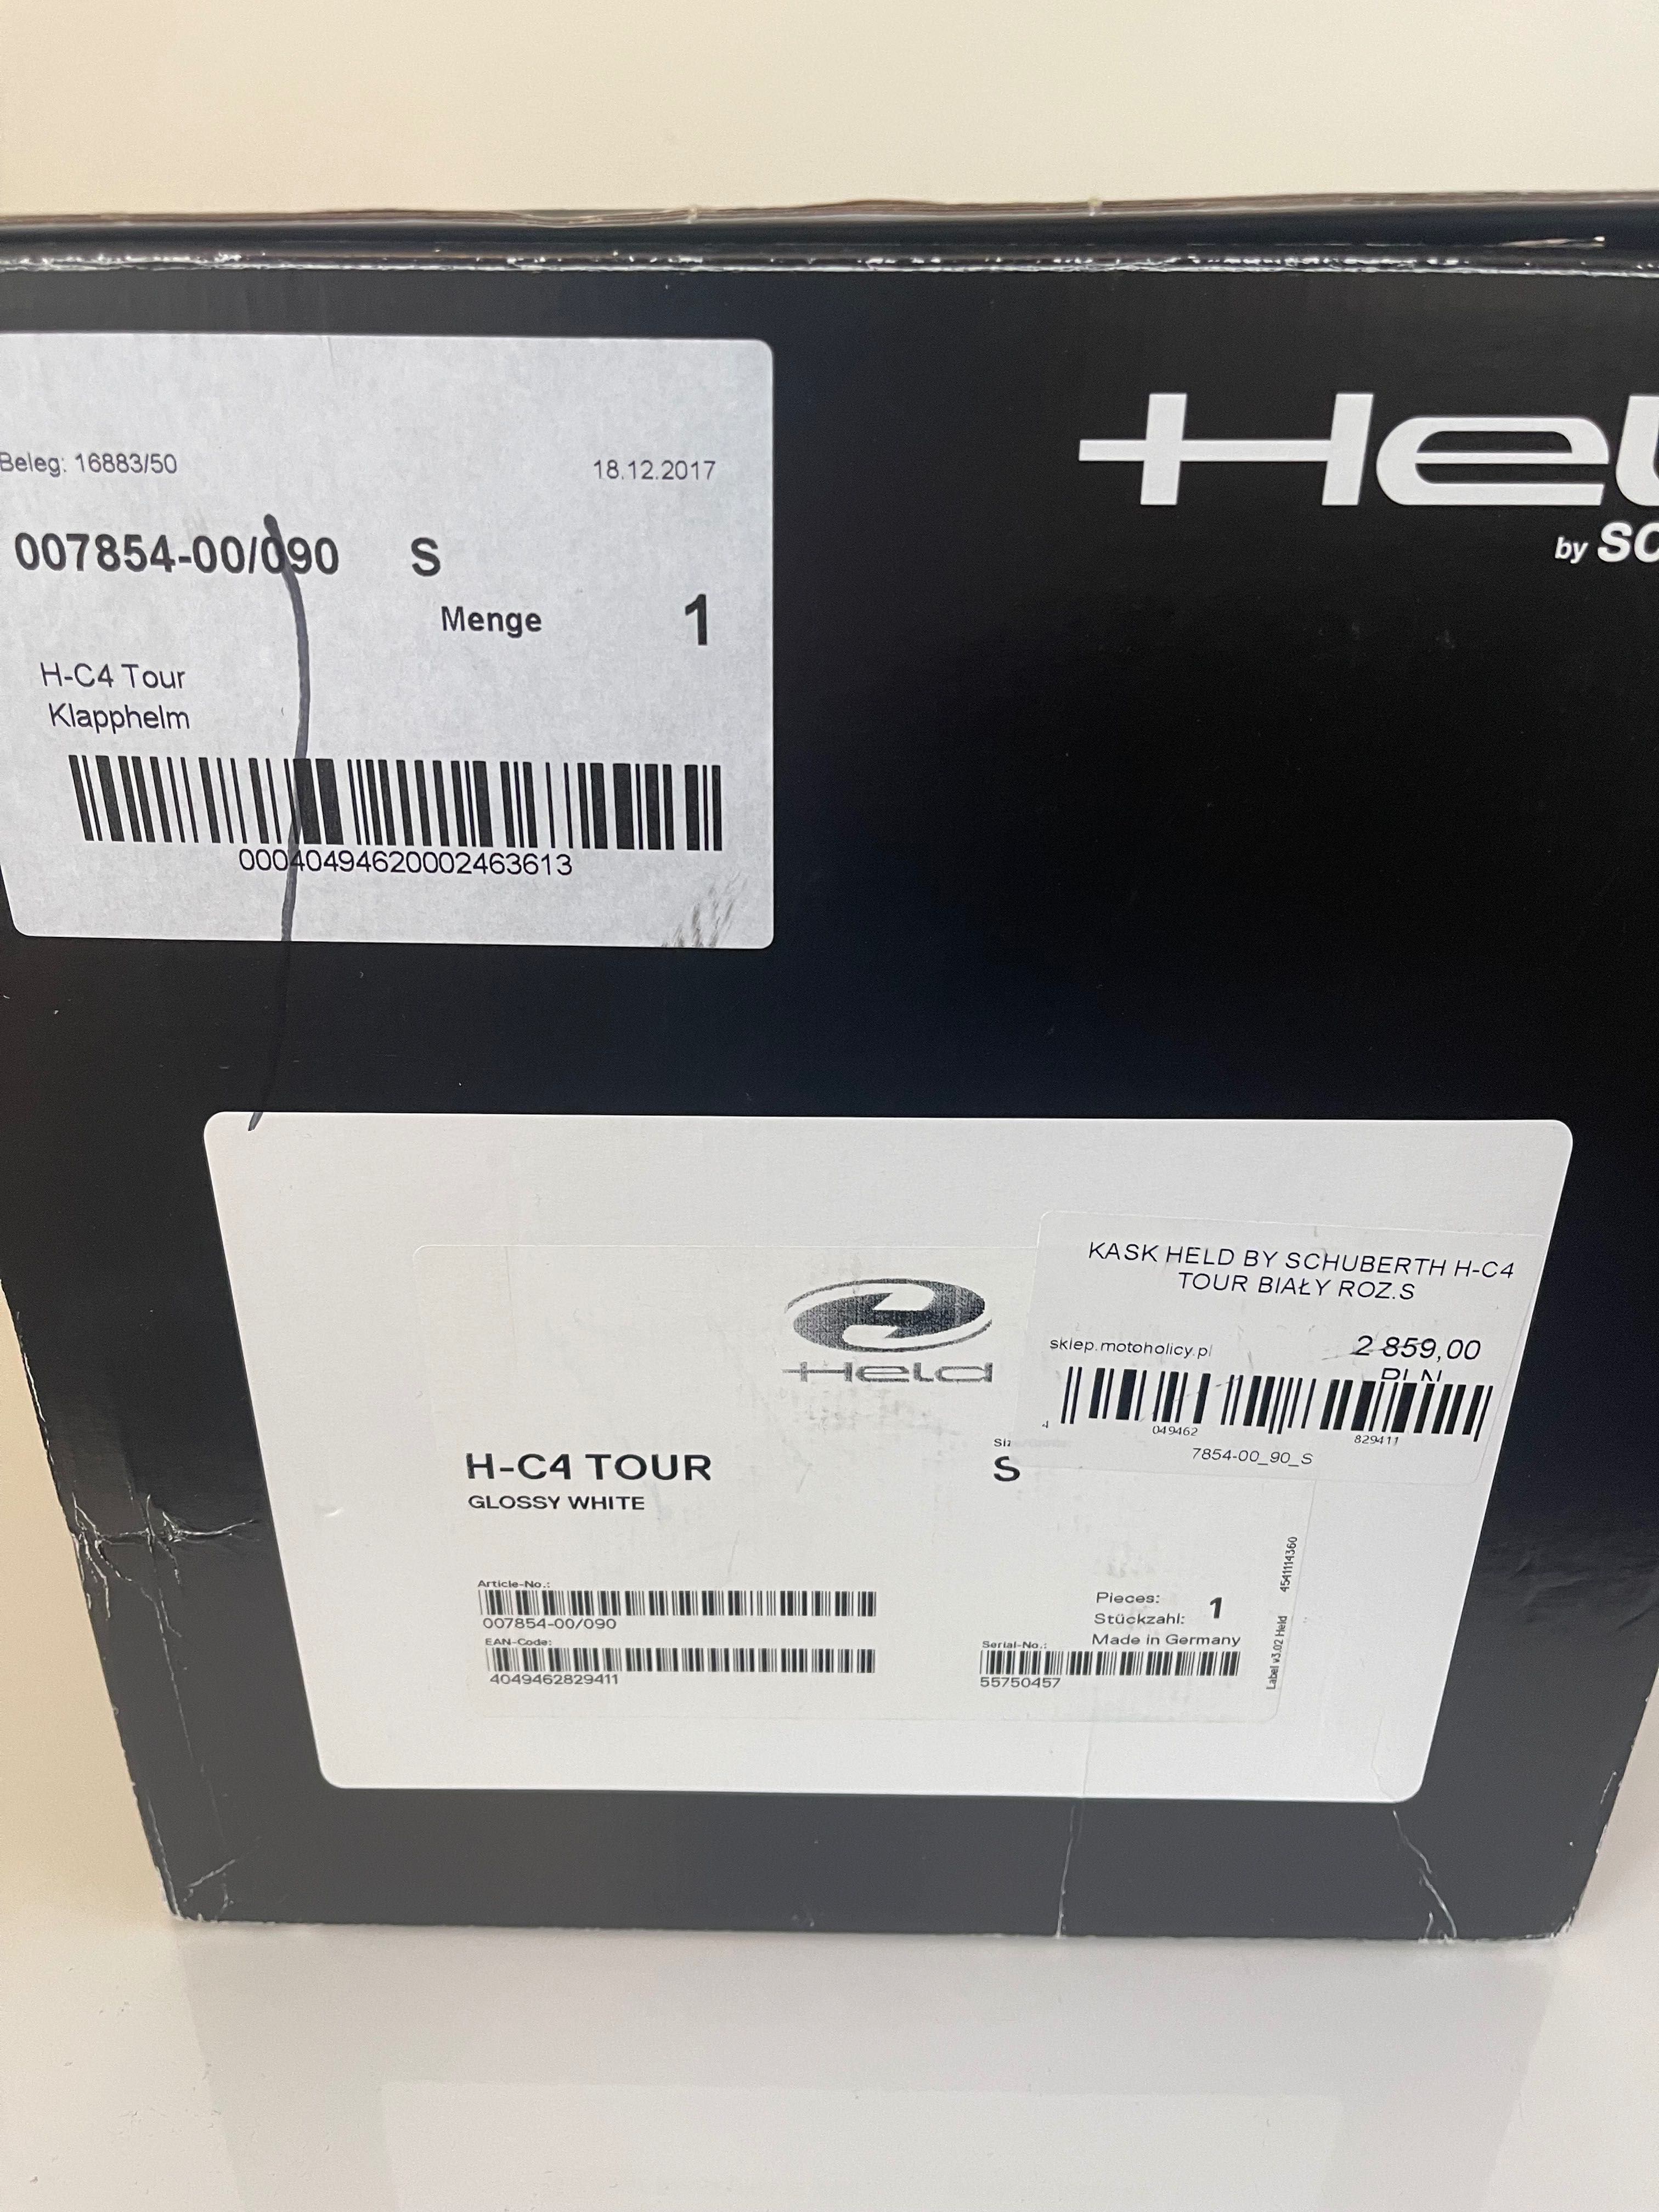 Held
by SC
Beleg: 16883/50 18.12.2017
007854-00/090 S
Menge 1
H-C4 Tour
Klapphelm
00040494620002463613
KASK HELD BY SCHUBERTH H-C4
TOUR BIAŁY ROZ.S
sklep.motoholicy.pl 2 859,00
PLN
4 049462 829411
7854-00_90_S
Held
Siz
H-C4 TOUR S
GLOSSY WHITE
Article-No.:
007854-00/090
EAN-Code:
4049462829411
Pieces:
Stückzahl: 1
Made in Germany
Serial-No.:
55750457
Label v3.02 Held 4541114360